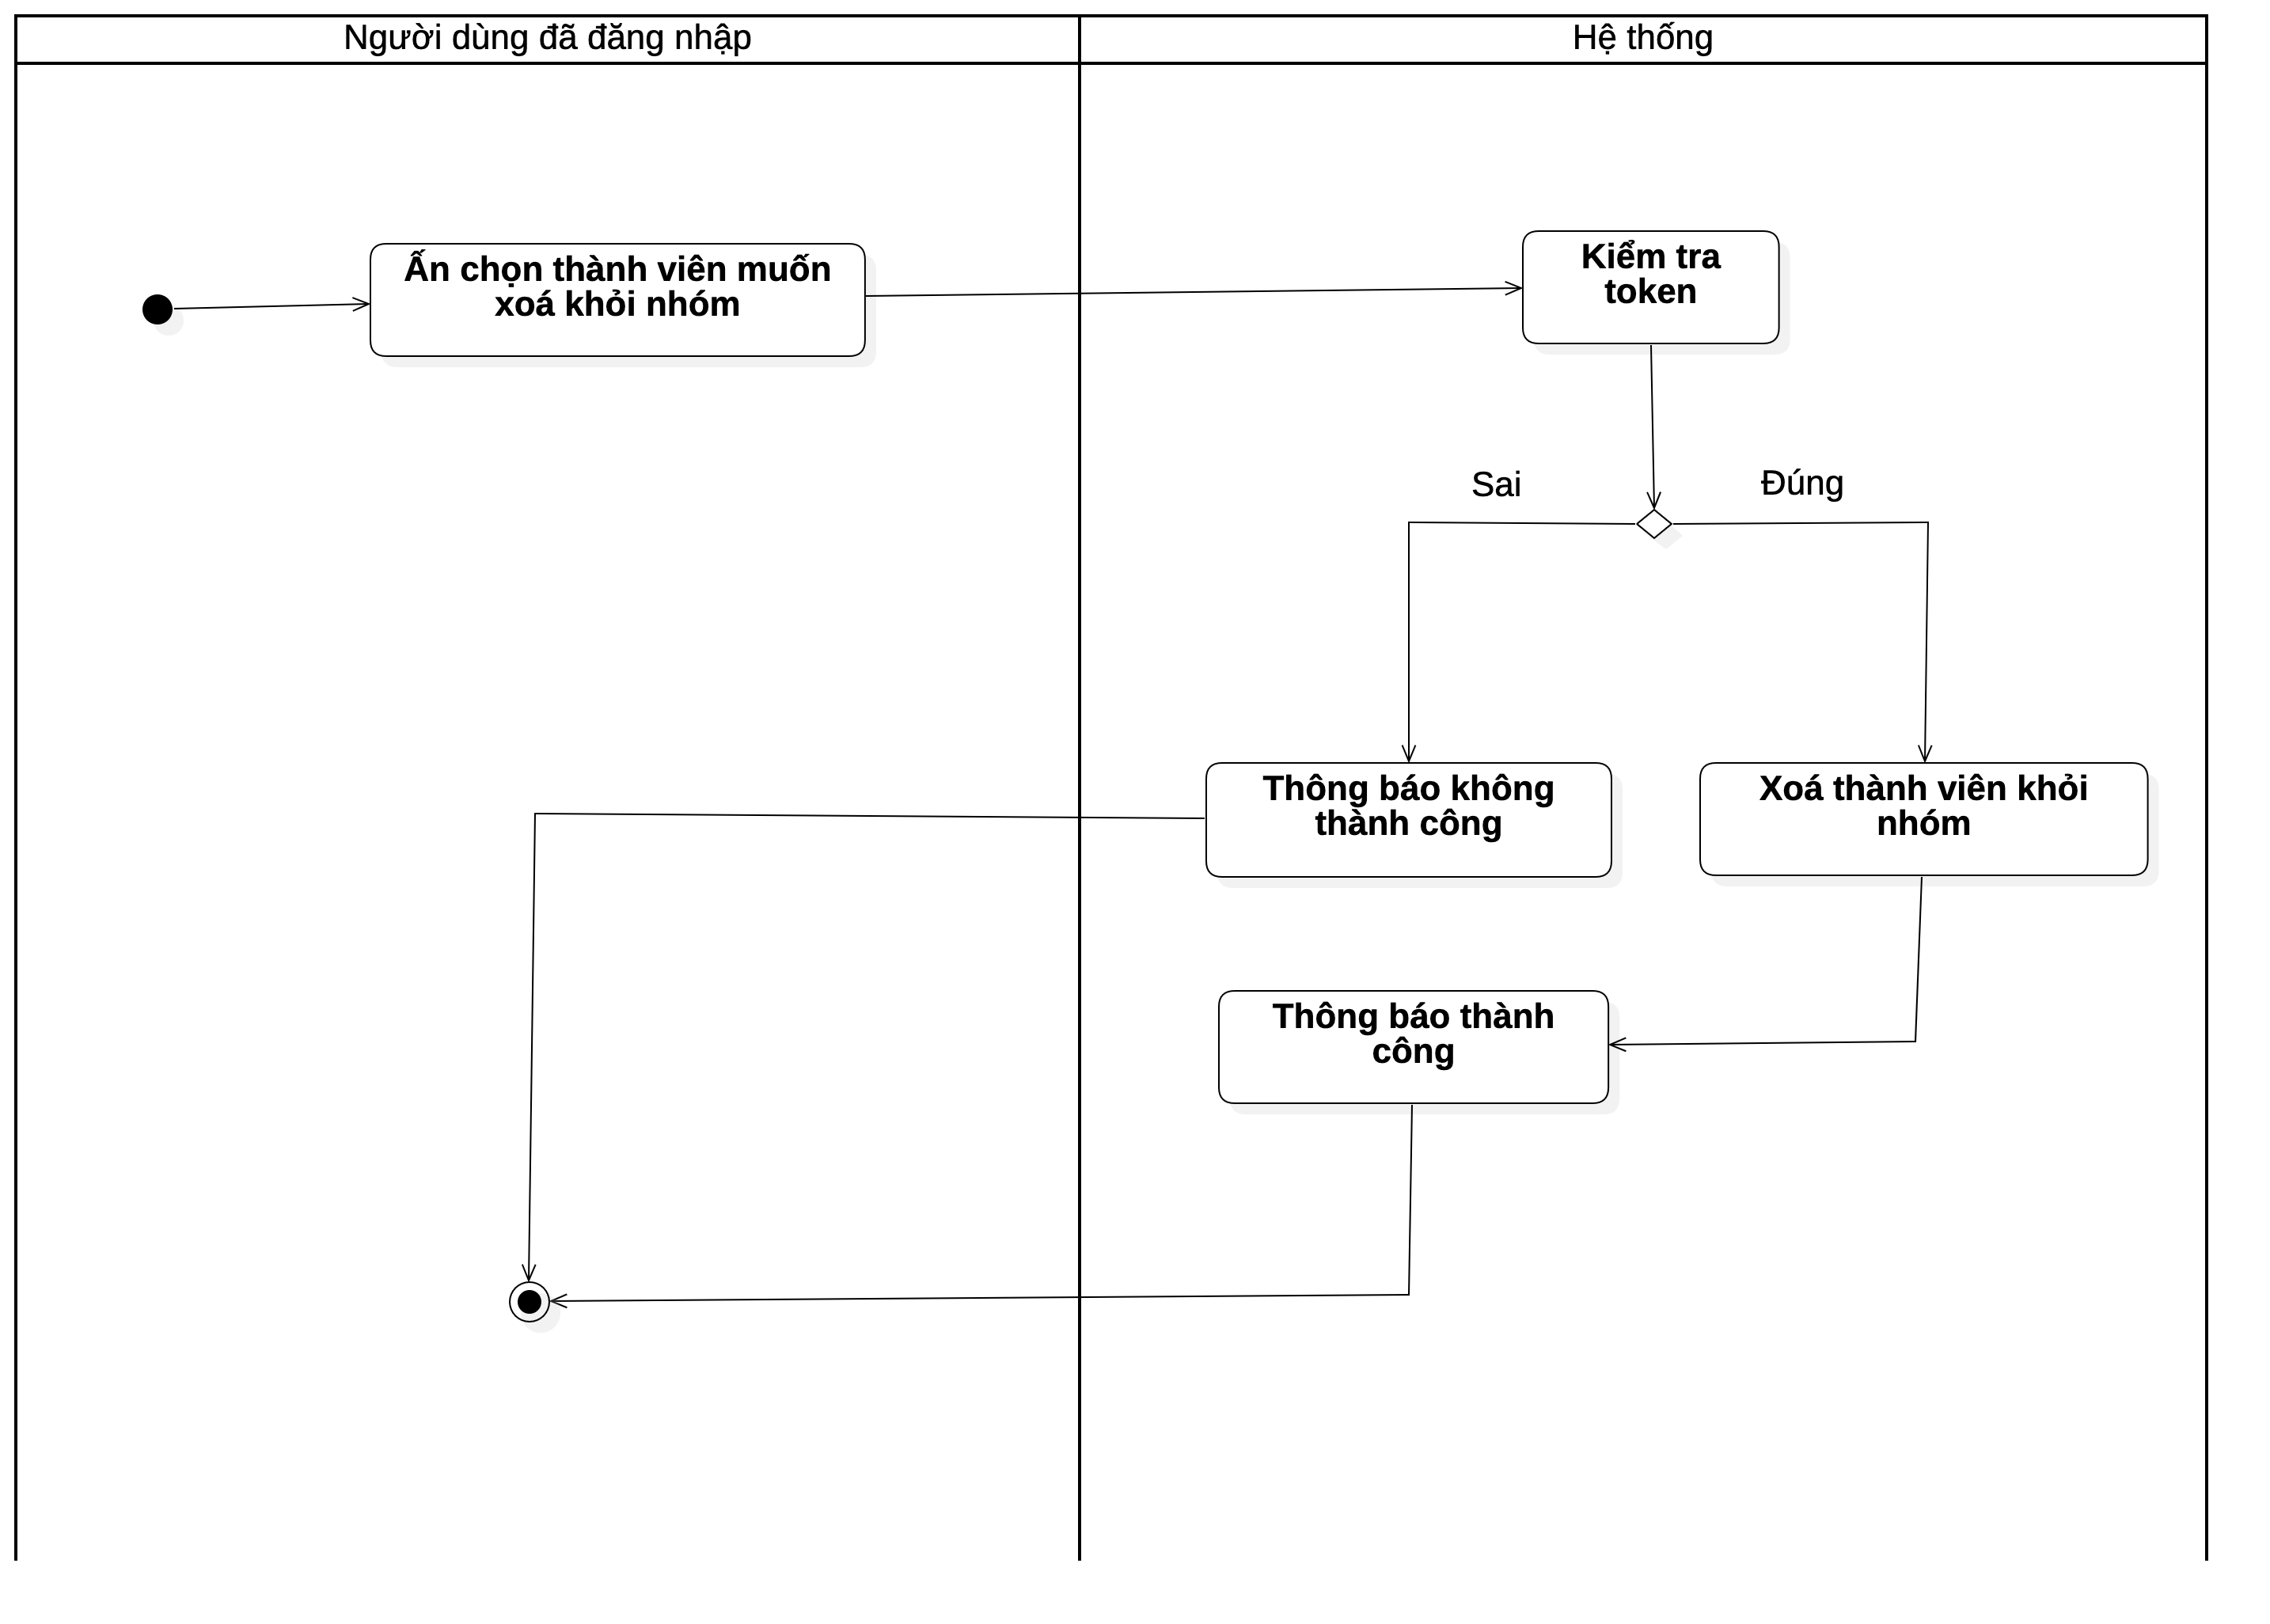 Người dùng đã đăng nhập
Hệ thống
Ấn chọn thành viên muốn
xoá khỏi nhóm
Kiểm tra
token
Sai
Đúng
Thông báo không
thành công
Xoá thành viên khỏi
nhóm
Thông báo thành
công